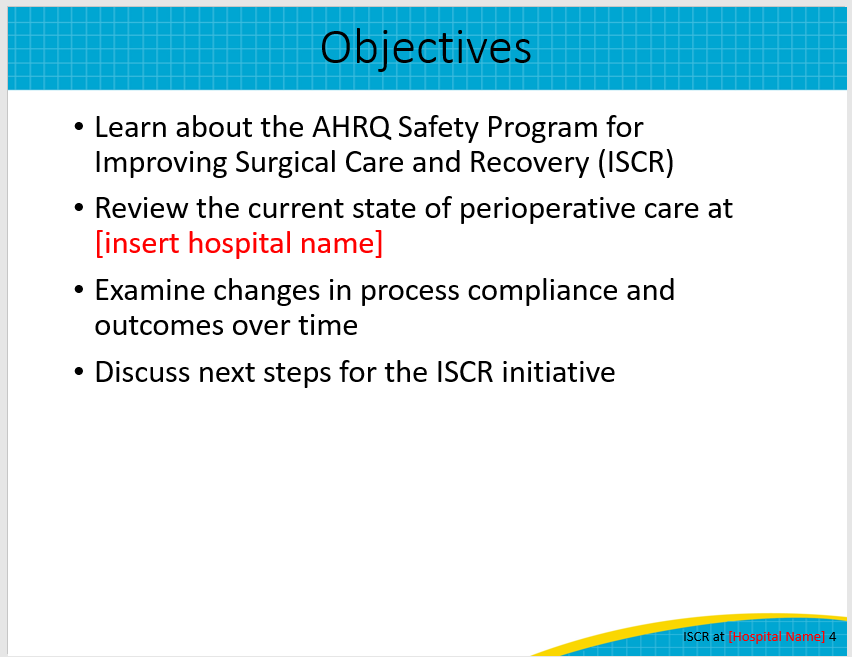 Objectives
• Learn about the AHRQ Safety Program for
Improving Surgical Care and Recovery (ISCR)
• Review the current state of perioperative care at
[insert hospital name]
• Examine changes in process compliance and
outcomes over time
• Discuss next steps for the ISCR initiative
ISCR at [Hospital Name] 4